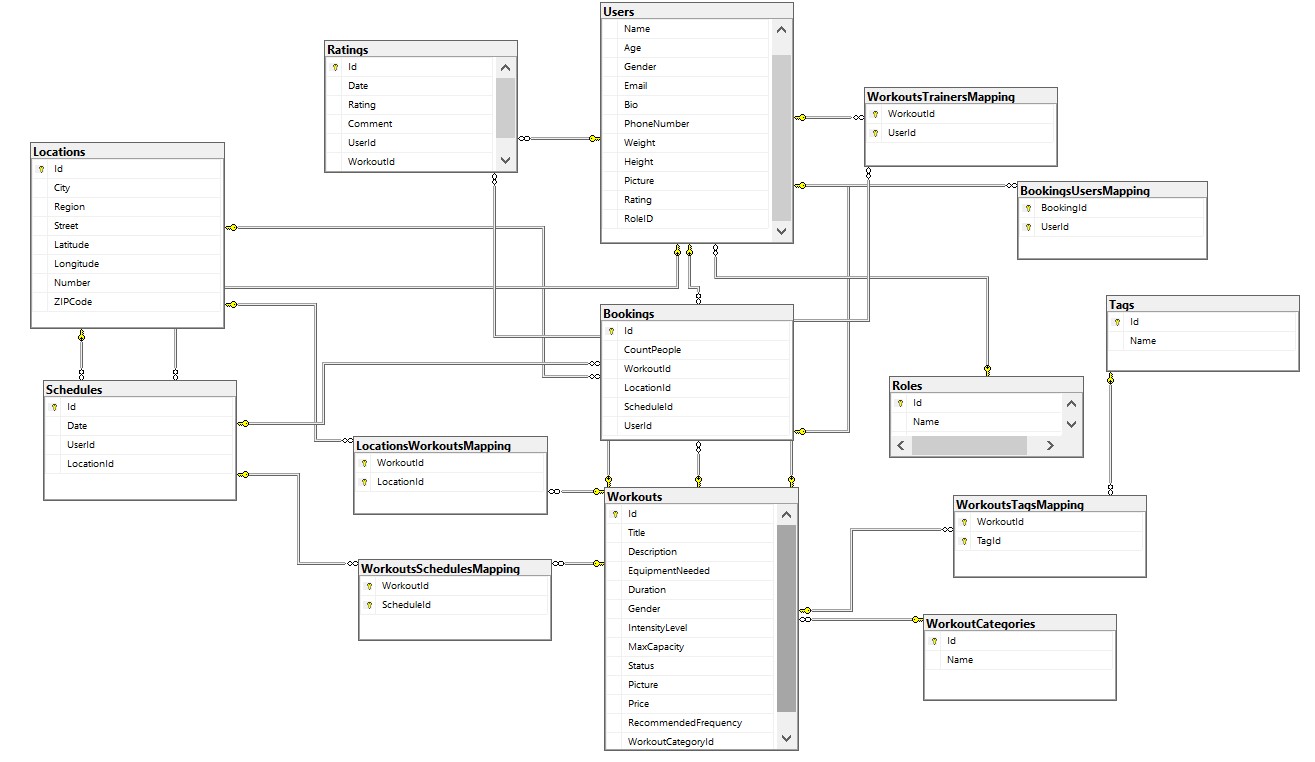 Users
Name
Age
Gender
Email
Bio
PhoneNumber
Weight
Height
Picture
Rating
RoleID
Ratings
Id
Date
Rating
Comment
UserId
WorkoutId
WorkoutsTrainersMapping
WorkoutId
UserId
Locations
Id
City
Region
Street
Latitude
Longitude
Number
ZIPCode
BookingsUsersMapping
BookingId
UserId
Bookings
Id
CountPeople
WorkoutId
LocationId
ScheduleId
UserId
Tags
Id
Name
Schedules
Id
Date
UserId
LocationId
Roles
Id
Name
LocationsWorkoutsMapping
WorkoutId
LocationId
Workouts
Id
Title
Description
EquipmentNeeded
Duration
Gender
IntensityLevel
MaxCapacity
Status
Picture
Price
RecommendedFrequency
WorkoutCategoryId
WorkoutsTagsMapping
WorkoutId
TagId
WorkoutsSchedulesMapping
WorkoutId
ScheduleId
WorkoutCategories
Id
Name